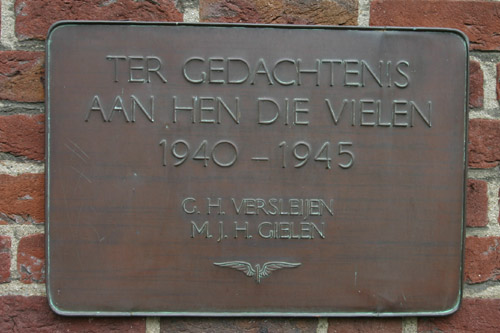 TER GEDACHTENIS
AAN HEN DIE VIELEN
1940 - 1945
G. H. VERSLEIJEN
M. J. H. GIELEN